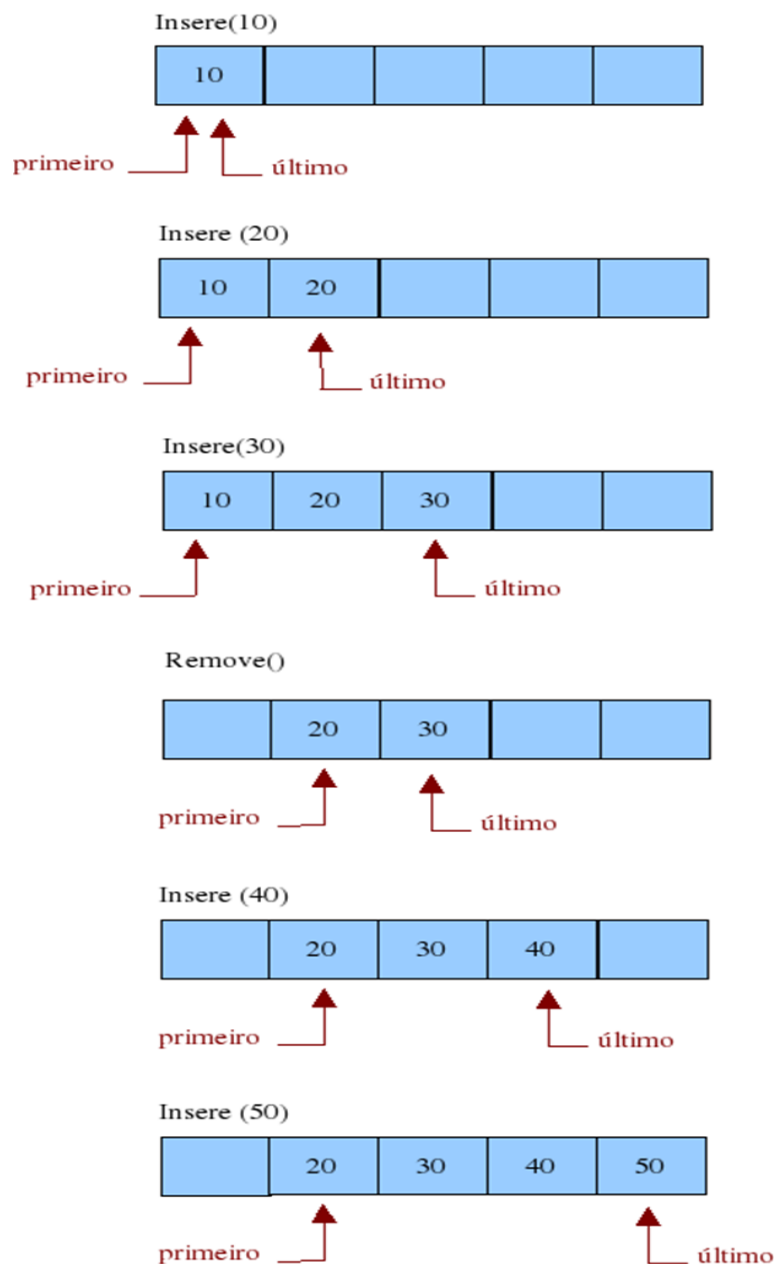 Insere(10)
10
primeiro
último
Insere (20)
10 20
primeiro
último
Insere(30)
10 20 30
primeiro
último
Remove()
20 30
primeiro
último
Insere (40)
20 30 40
primeiro
último
Insere (50)
20 30 40 50
primeiro
último